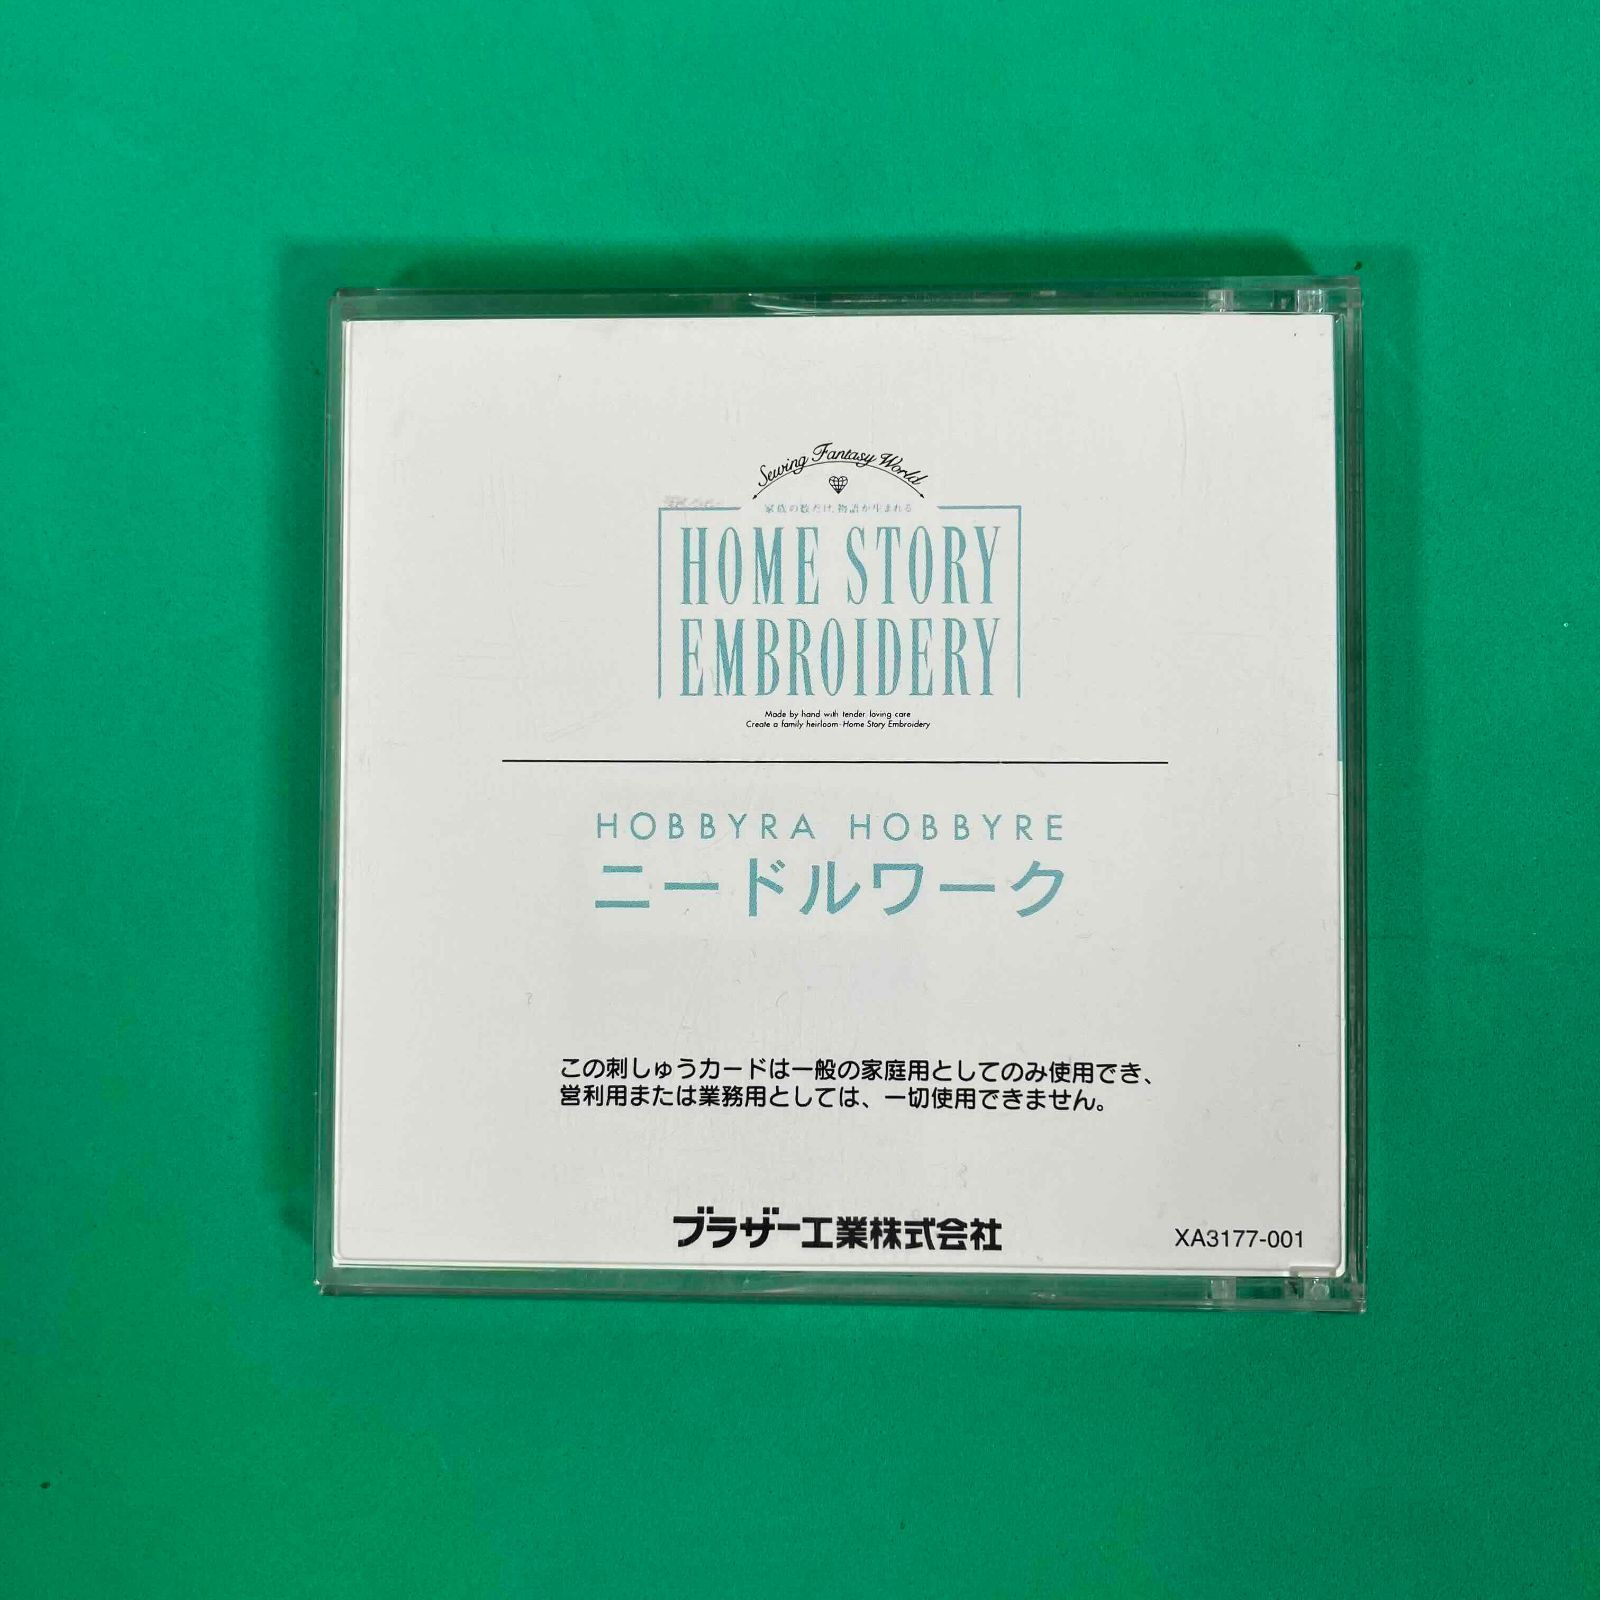 Sewing Fantasy World
家族の数だけ、物語が生まれる
HOME STORY
EMBROIDERY
Made by hand with tender loving care
Create a family heirloom·Home Story Embroidery
HOBBYRA HOBBYRE
ニードルワーク
この刺しゅうカードは一般の家庭用としてのみ使用でき、
営利用または業務用としては、一切使用できません。
ブラザー工業株式会社
XA3177-001